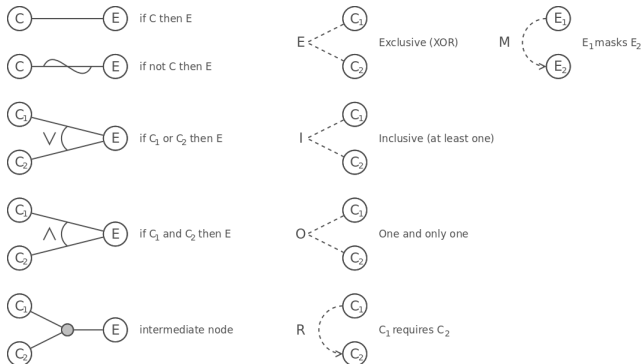 C E if C then E
C E if not C then E
C1 C2 ∨ E if C1 or C2 then E
C1 C2 ∧ E if C1 and C2 then E
C1 C2 E intermediate node
E C1 C2 Exclusive (XOR)
I C1 C2 Inclusive (at least one)
O C1 C2 One and only one
R C1 C2 C1 requires C2
M E1 E2 E1 masks E2